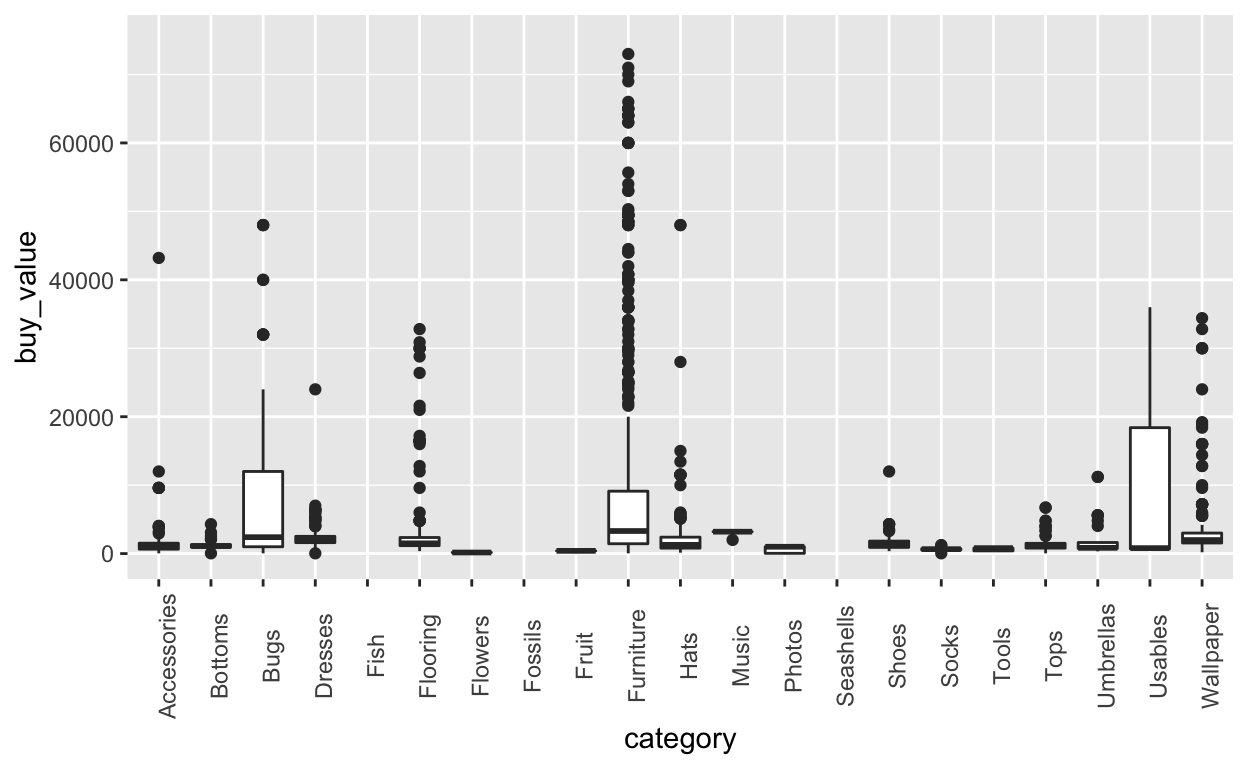 60000
40000
20000
0
buy_value
Accessories
Bottoms
Bugs
Dresses
Fish
Flooring
Flowers
Fossils
Fruit
Furniture
Hats
Music
Photos
Seashells
Shoes
Socks
Tools
Tops
Umbrellas
Usables
Wallpaper
category